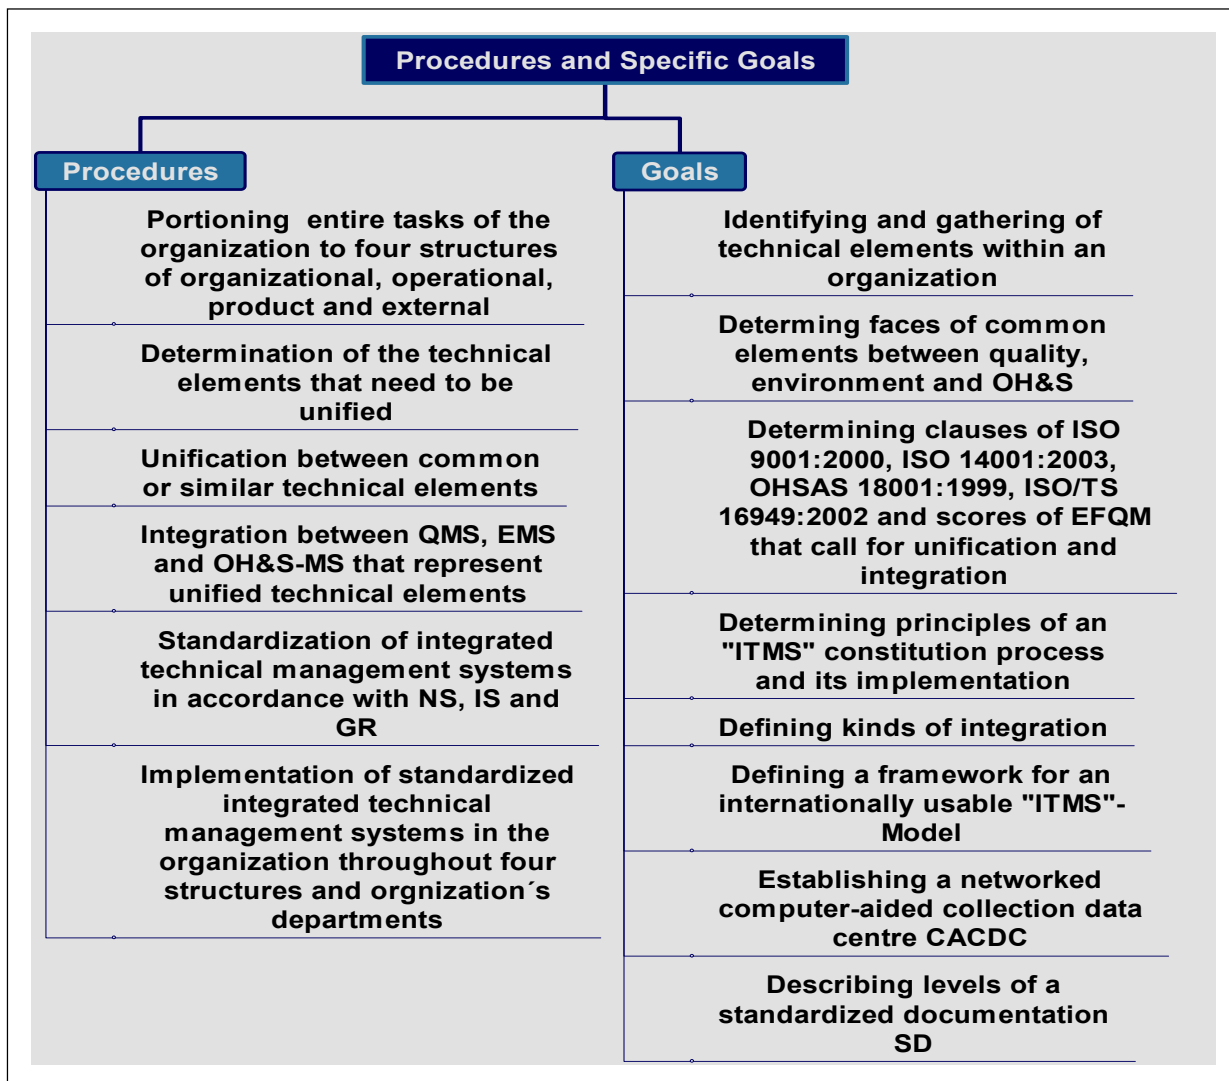 Procedures and Specific Goals
Procedures
Portioning entire tasks of the
organization to four structures
of organizational, operational,
product and external
Determination of the technical
elements that need to be
unified
Unification between common
or similar technical elements
Integration between QMS, EMS
and OH&S-MS that represent
unified technical elements
Standardization of integrated
technical management systems
in accordance with NS, IS and
GR
Implementation of standardized
integrated technical
management systems in the
organization throughout four
structures and orgnization´s
departments
Goals
Identifying and gathering of
technical elements within an
organization
Determing faces of common
elements between quality,
environment and OH&S
Determining clauses of ISO
9001:2000, ISO 14001:2003,
OHSAS 18001:1999, ISO/TS
16949:2002 and scores of EFQM
that call for unification and
integration
Determining principles of an
"ITMS" constitution process
and its implementation
Defining kinds of integration
Defining a framework for an
internationally usable "ITMS"-
Model
Establishing a networked
computer-aided collection data
centre CACDC
Describing levels of a
standardized documentation
SD